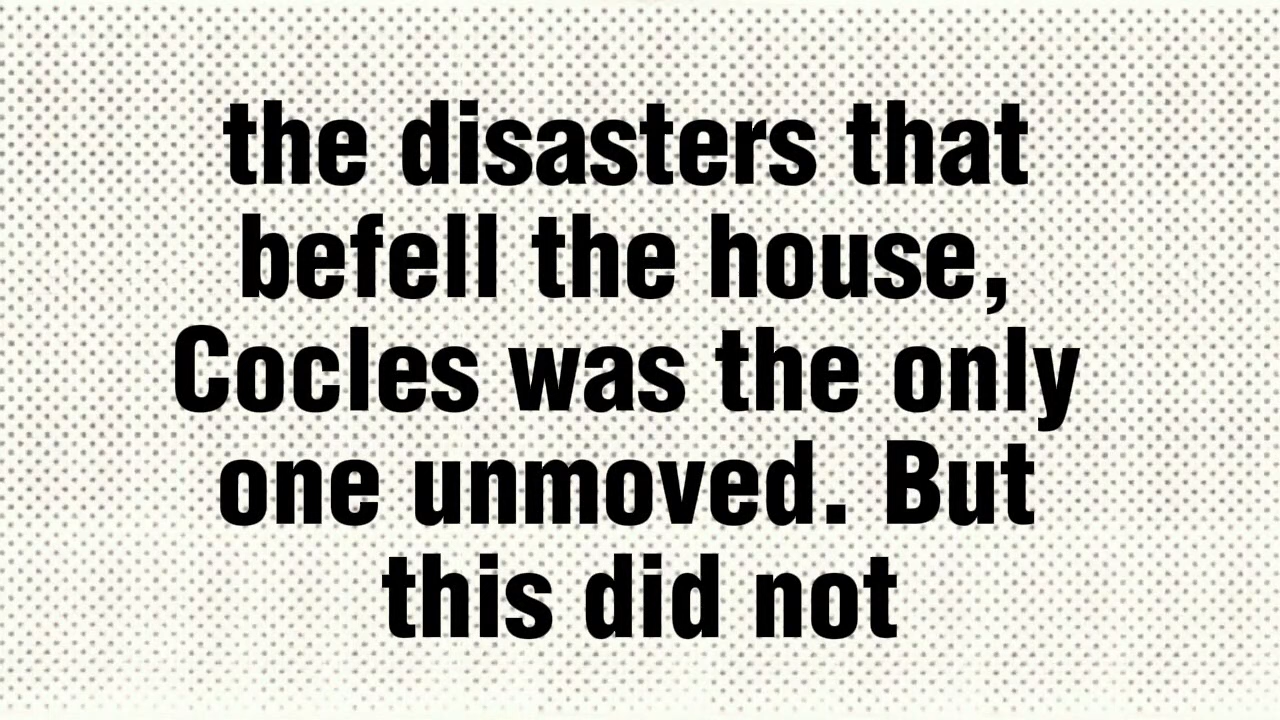 the disasters that
befell the house,
Cocles was the only
one unmoved. But
this did not